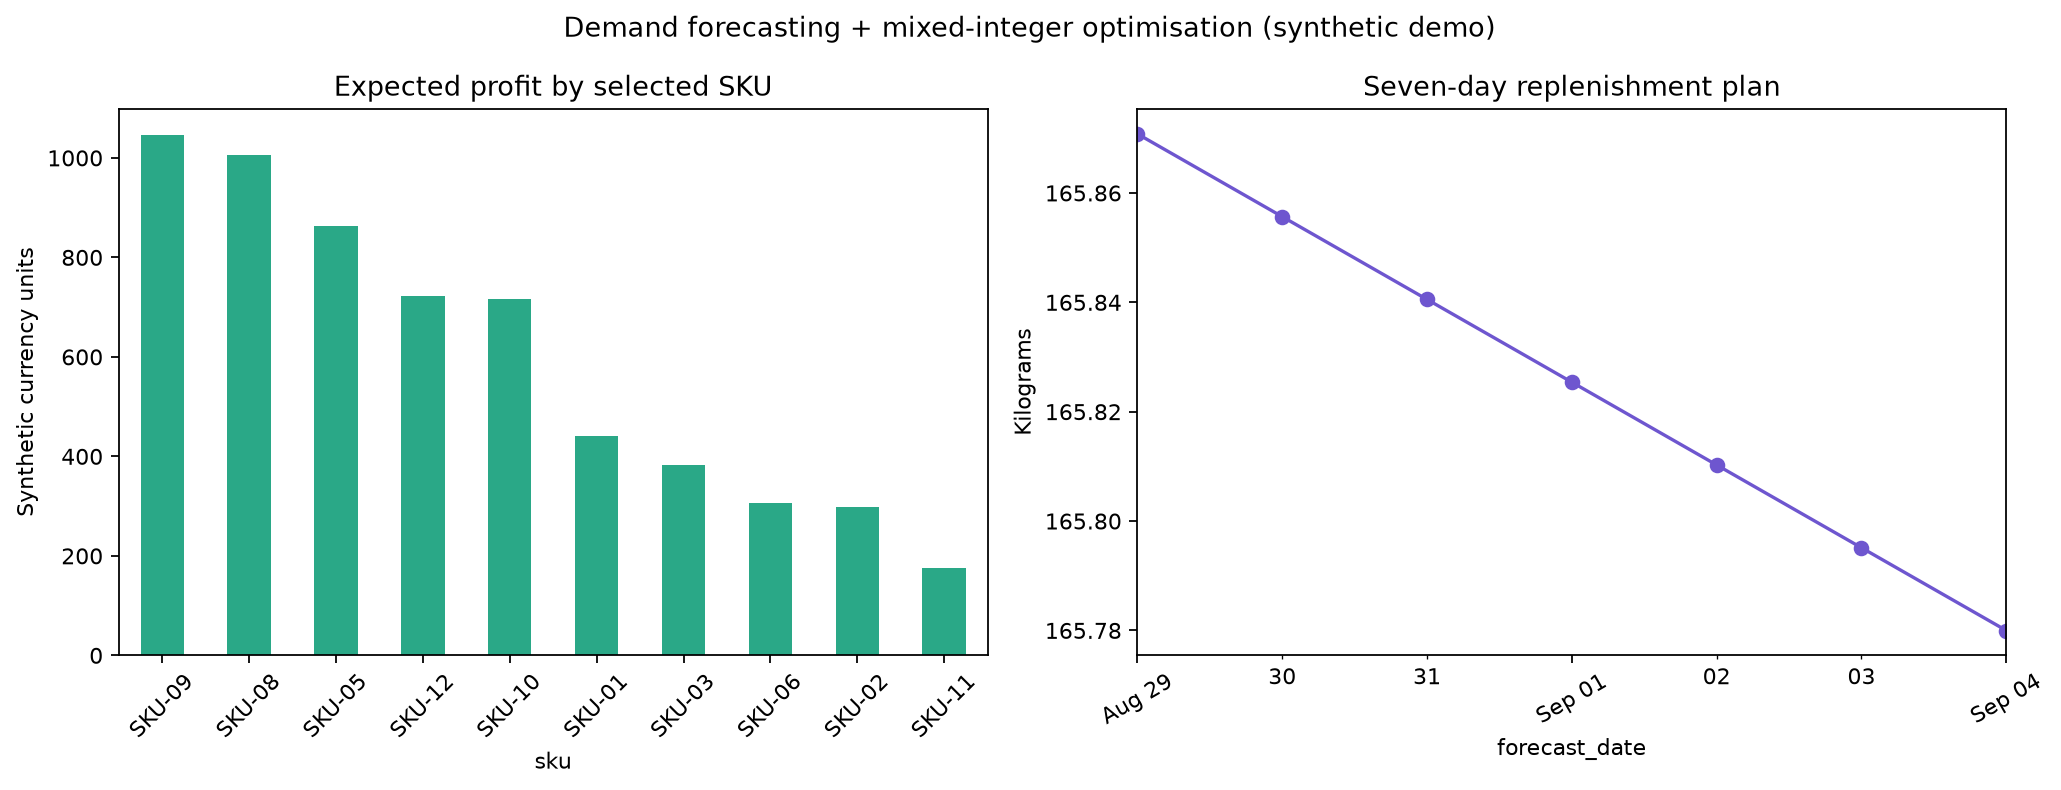 Demand forecasting + mixed-integer optimisation (synthetic demo)
Expected profit by selected SKU
Synthetic currency units
1000
800
600
400
200
0
SKU-09
SKU-08
SKU-05
SKU-12
SKU-10
SKU-01
SKU-03
SKU-06
SKU-02
SKU-11
sku
Seven-day replenishment plan
Kilograms
165.86
165.84
165.82
165.80
165.78
Aug 29
30
31
Sep 01
02
03
Sep 04
forecast_date